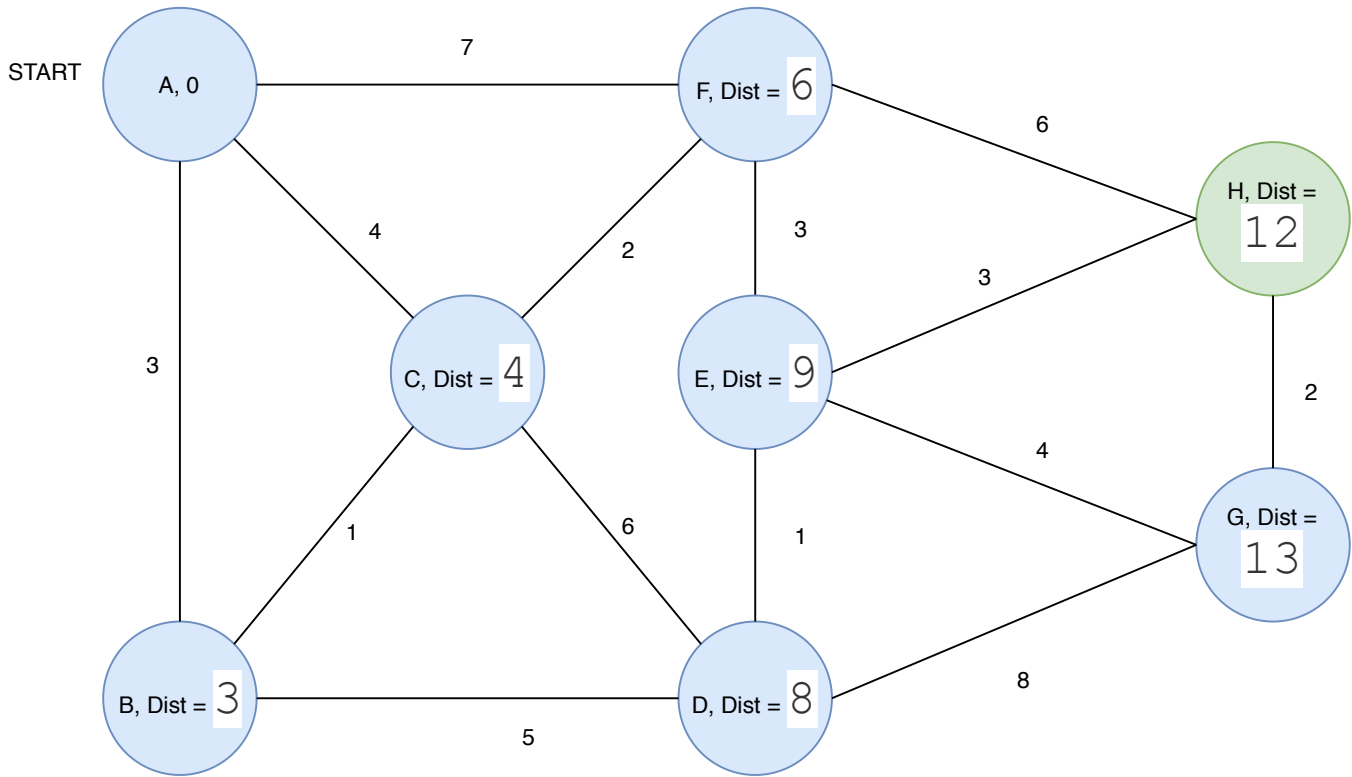 START
A, 0
7
F, Dist = 6
6
H, Dist =
12
4
2
3
3
3
C, Dist = 4
E, Dist = 9
2
4
1
6
1
G, Dist =
13
B, Dist = 3
5
D, Dist = 8
8